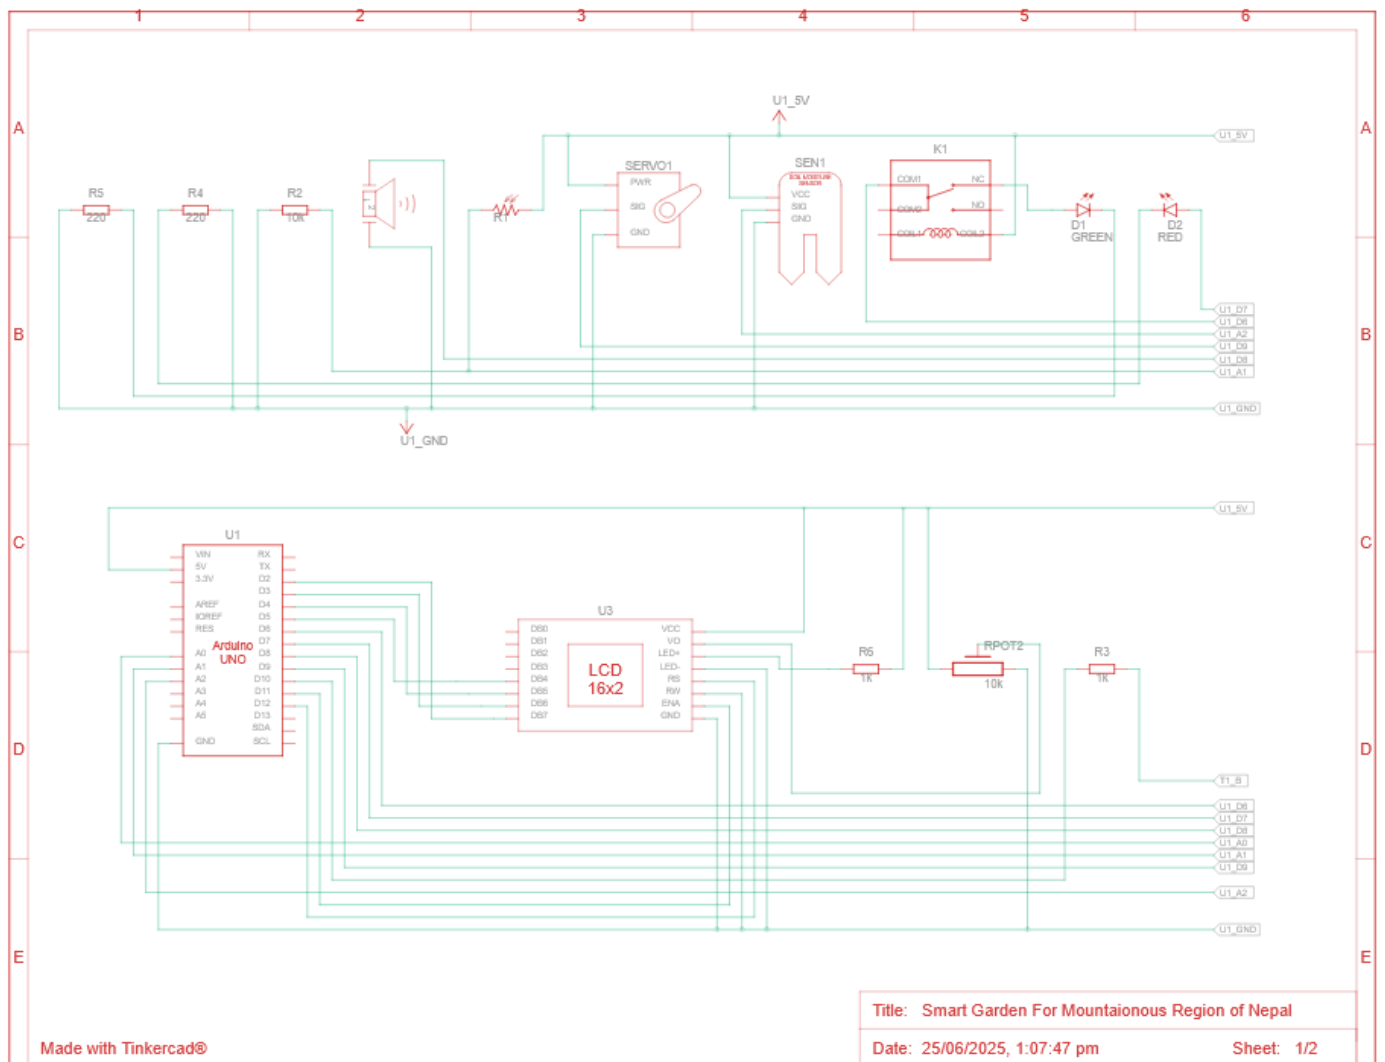 1 2 3 4 5 6
A A
U1_5V
U1_5V
K1
SERVO1 SEN1
SOIL MOISTURE
SENSOR
PWR
SIG
GND
VCC
SIG
GND
COM1 NC
COM2 NO
COIL1 COIL2
R5 R4 R2
220 220 10k
R1
D1
GREEN
D2
RED
B B
U1_D7
U1_D6
U1_A2
U1_D9
U1_D8
U1_A1
U1_GND
U1_GND
C C
U1_5V
U1
VIN RX
5V TX
3.3V D2
D3
AREF D4
IOREF D5
RES D6
D7
A0 D8
A1 D9
A2 D10
A3 D11
A4 D12
A5 D13
SDA
GND SCL
Arduino
UNO
U3
DB0 VCC
DB1 VO
DB2 LED+
DB3 LED-
DB4 RS
DB5 RW
DB6 ENA
DB7 GND
LCD
16x2
R6
1k
RPOT2
10k
R3
1k
D D
T1_B
U1_D6
U1_D7
U1_D8
U1_A0
U1_A1
U1_D9
U1_A2
U1_GND
E E
Title: Smart Garden For Mountaionous Region of Nepal
Made with Tinkercad®
Date: 25/06/2025, 1:07:47 pm Sheet: 1/2